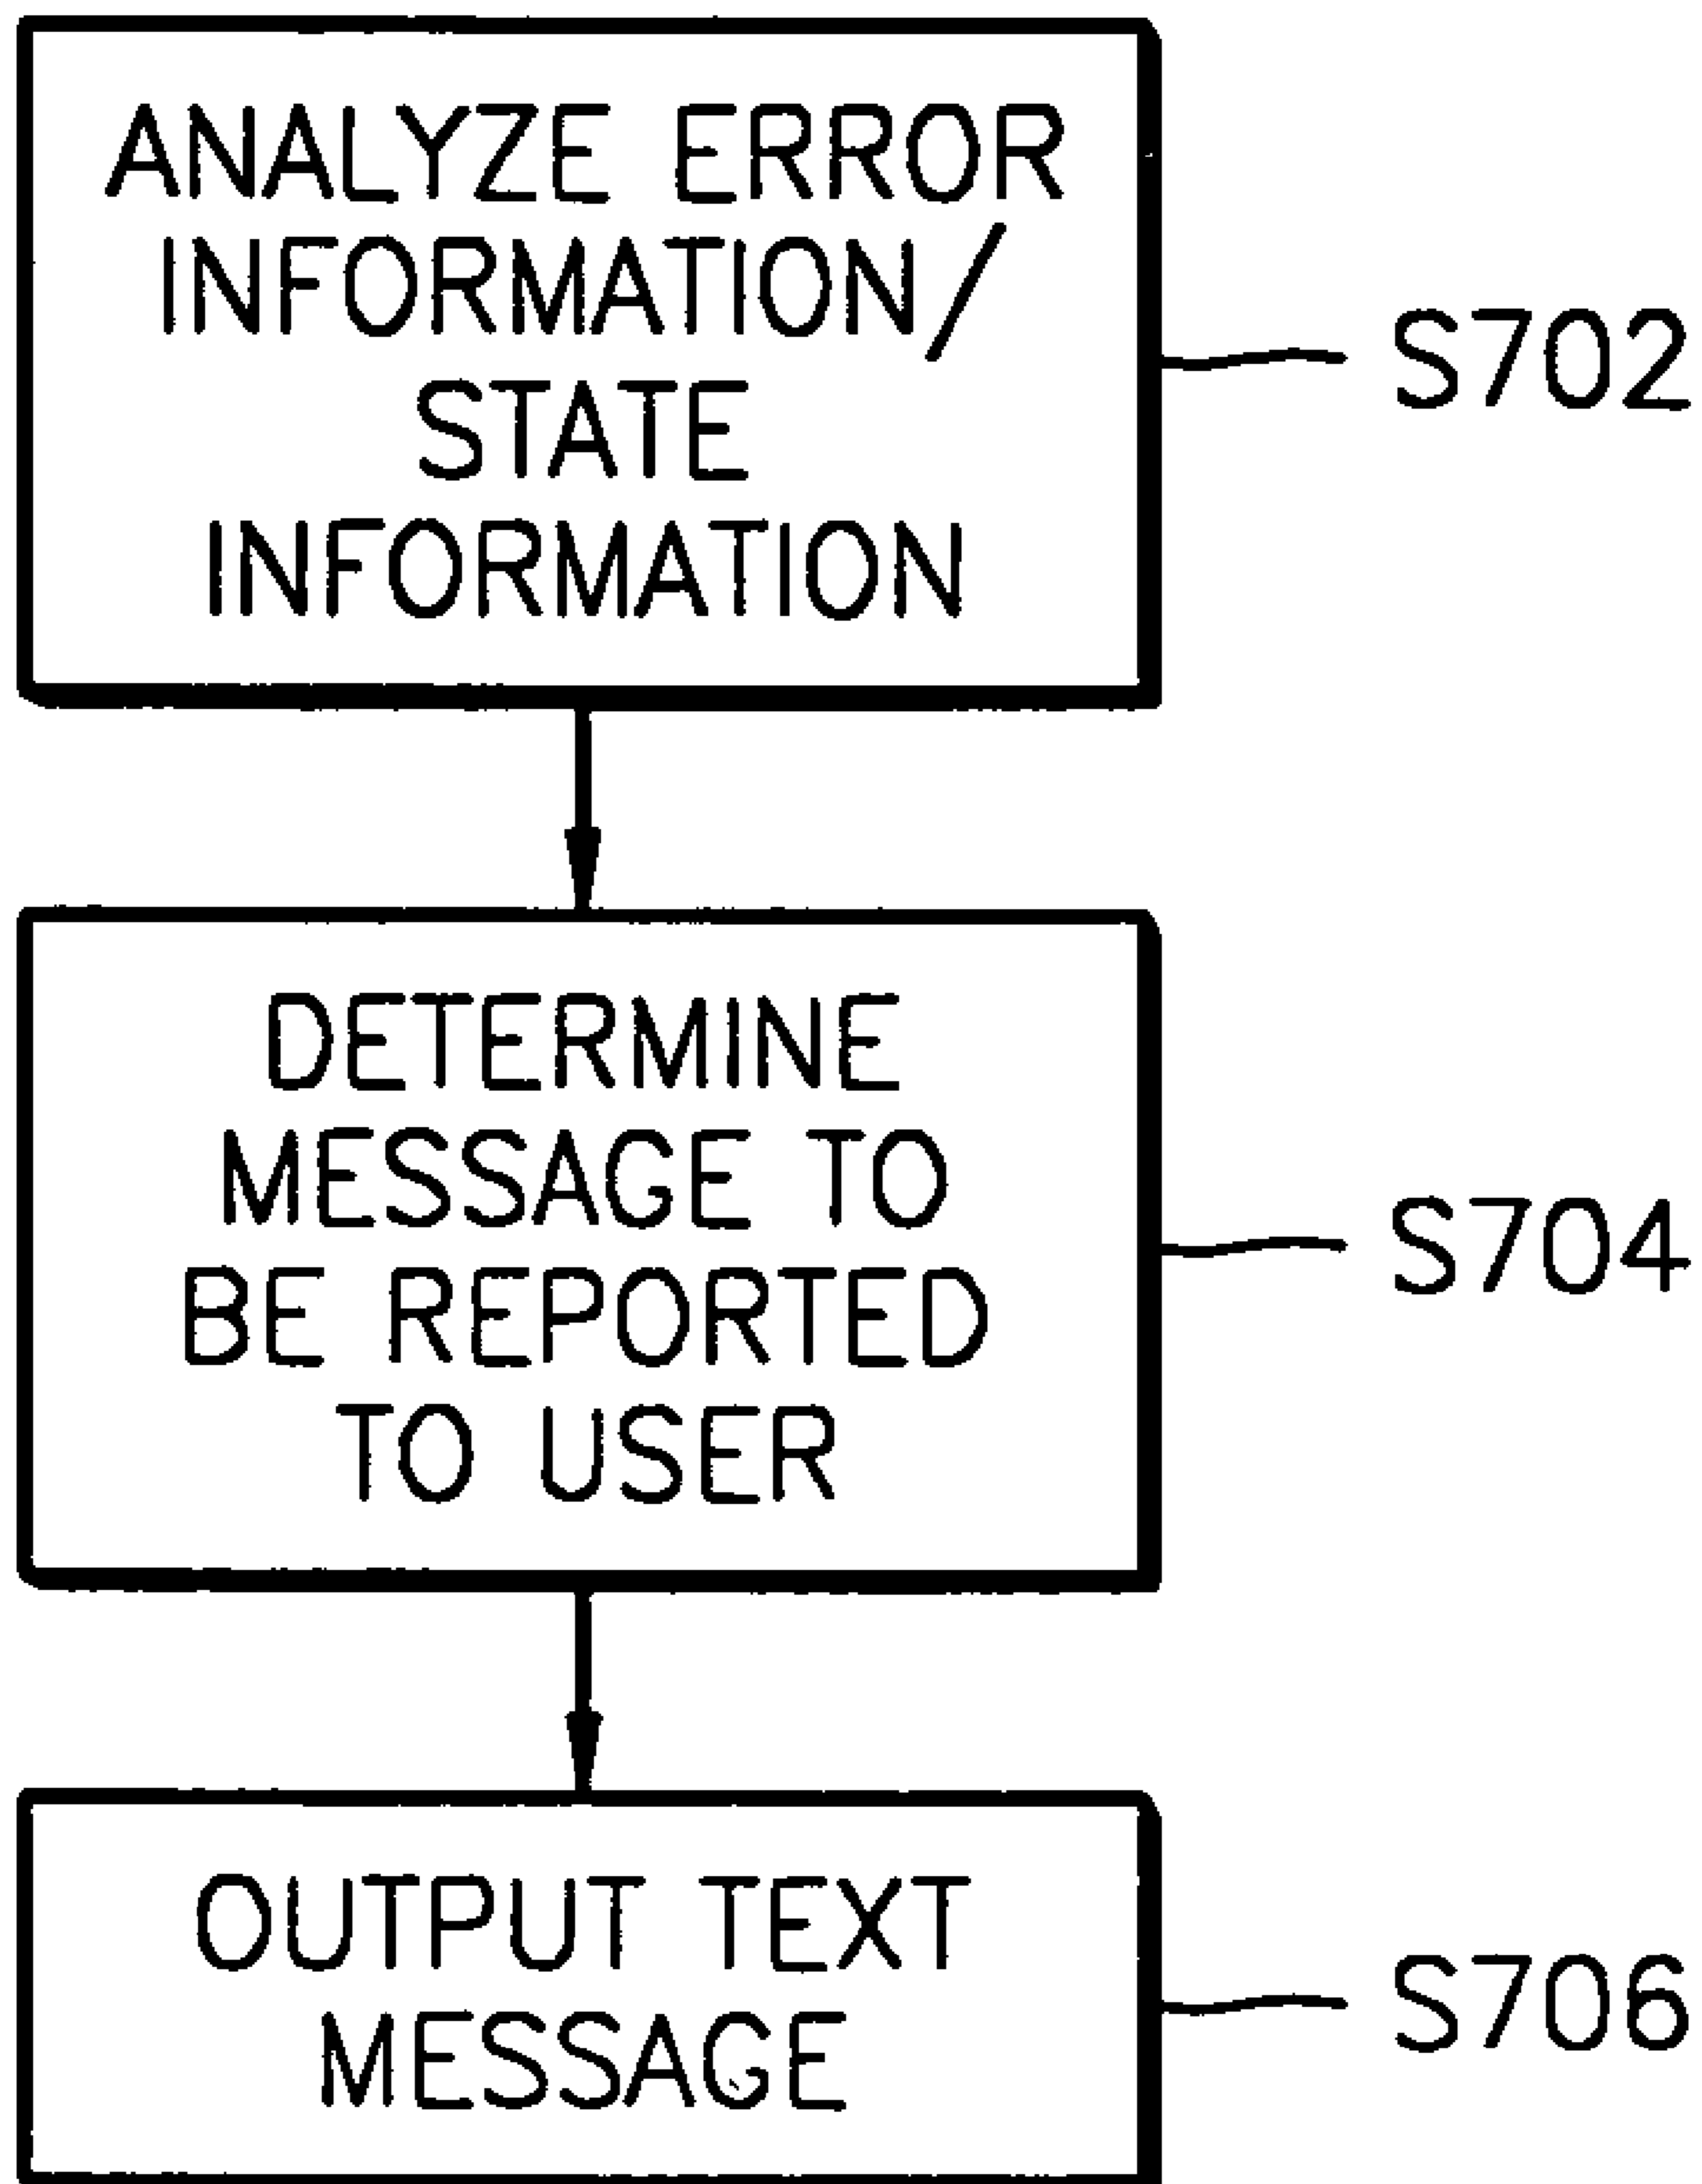 ANALYZE ERROR
INFORMATION/
STATE
INFORMATION
S702
DETERMINE
MESSAGE TO
BE REPORTED
TO USER
S704
OUTPUT TEXT
MESSAGE
S706